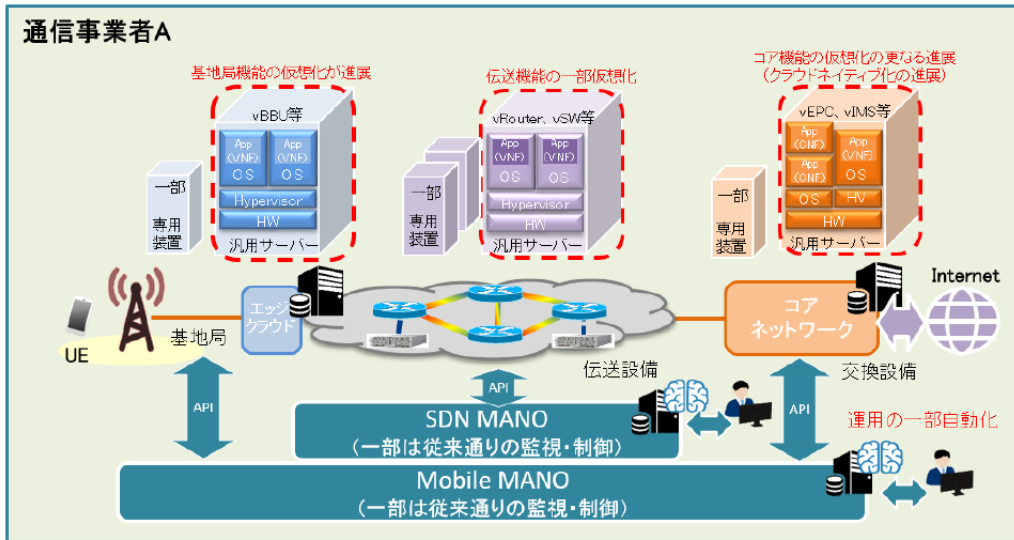 通信事業者A
基地局機能の仮想化が進展
伝送機能の一部仮想化
コア機能の仮想化の更なる進展
(クラウドネイティブ化の進展)
vBBU等
App
(VNF)
OS
App
(VNF)
OS
Hypervisor
HW
汎用サーバー
一部
専用
装置
vRouter、vSW等
App
(VNF)
OS
App
(VNF)
OS
Hypervisor
HW
汎用サーバー
一部
専用
装置
vEPC、vIMS等
App
(CNF)
App
(CNF)
OS
App
(VNF)
OS
HV
HW
汎用サーバー
一部
専用
装置
UE
基地局
エッジ
クラウド
伝送設備
コア
ネットワーク
交換設備
Internet
API
API
API
SDN MANO
(一部は従来通りの監視・制御)
Mobile MANO
(一部は従来通りの監視・制御)
運用の一部自動化